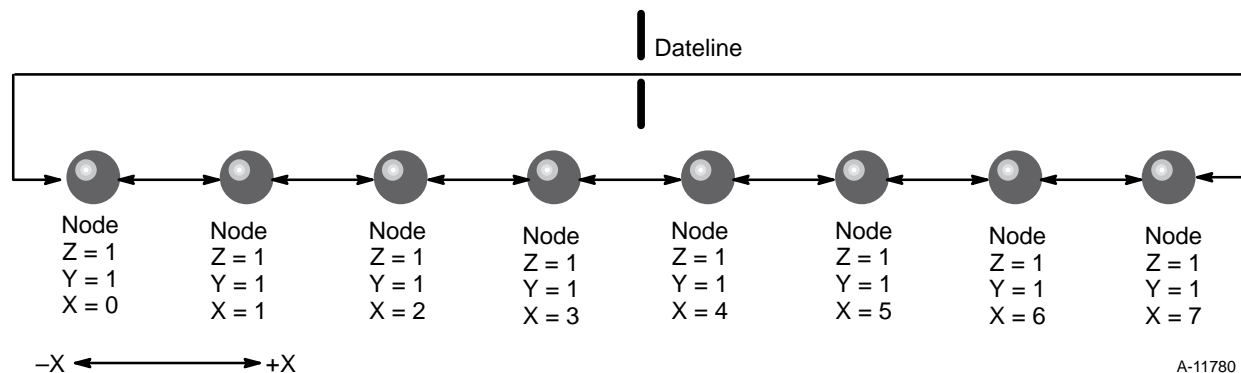 Dateline
Node
Z = 1
Y = 1
X = 0
Node
Z = 1
Y = 1
X = 1
Node
Z = 1
Y = 1
X = 2
Node
Z = 1
Y = 1
X = 3
Node
Z = 1
Y = 1
X = 4
Node
Z = 1
Y = 1
X = 5
Node
Z = 1
Y = 1
X = 6
Node
Z = 1
Y = 1
X = 7
–X
+X
A-11780